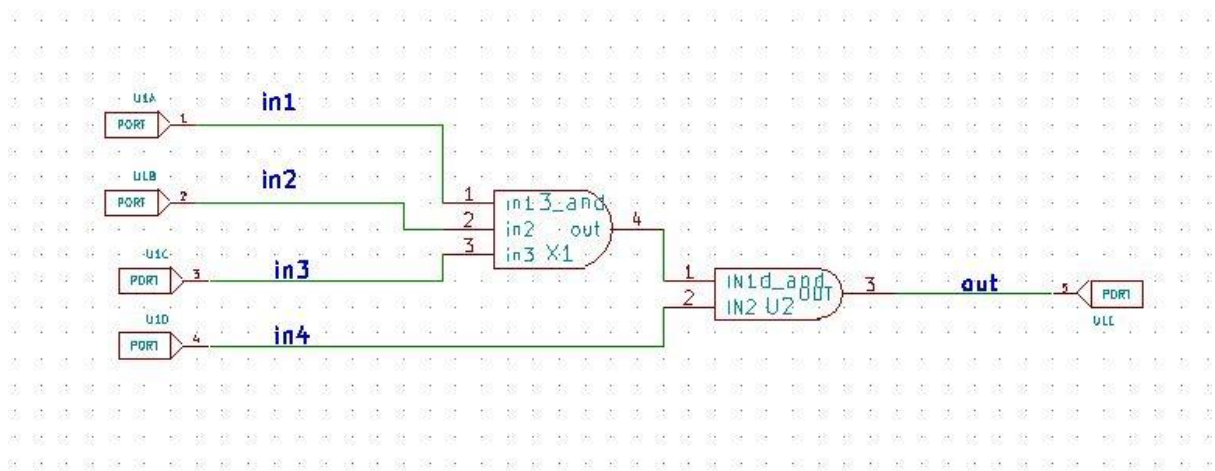 U1A
in1
PORT 1
U1B
in2
PORT 2
1 in1 3_and
2 in2 out 4
3 in3 X1
U1C
in3
PORT 3
1 IN1 d_and
OUT 3
2 IN2 U2
out
5 PORT
U1D
in4
PORT 4